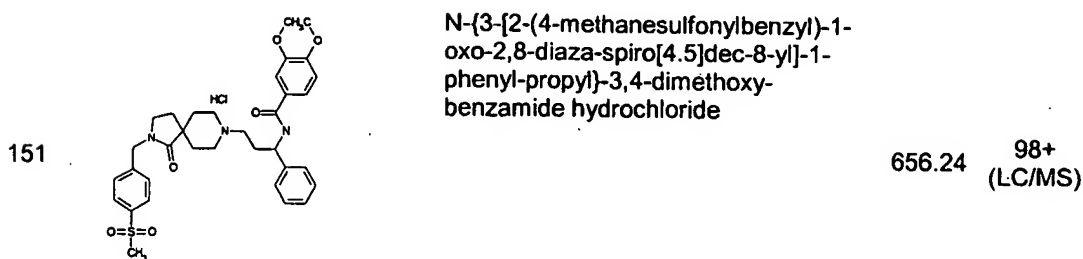 151
CH₃C
O
O
HCl
O
N
N
N
O
O=S=O
CH₃
N-{3-[2-(4-methanesulfonylbenzyl)-1-
oxo-2,8-diaza-spiro[4.5]dec-8-yl]-1-
phenyl-propyl}-3,4-dimethoxy-
benzamide hydrochloride
656.24
98+
(LC/MS)